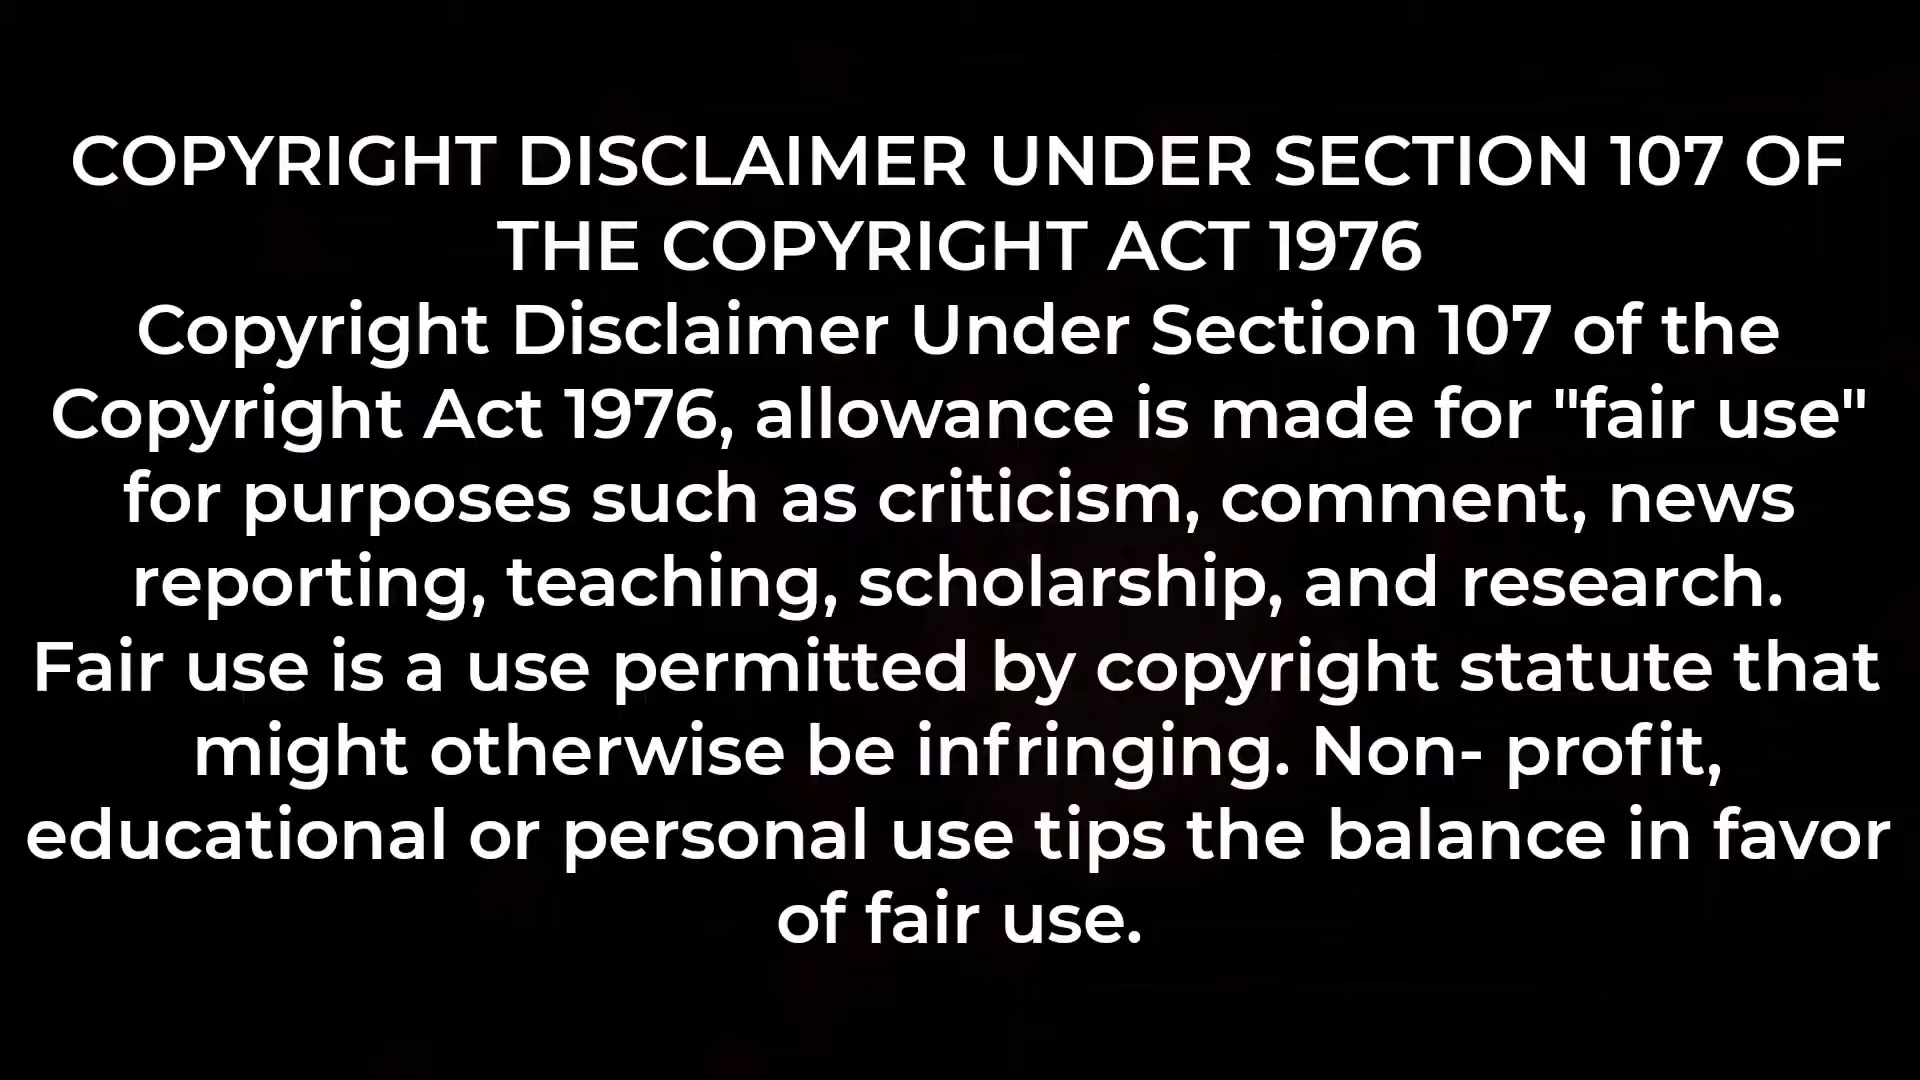 COPYRIGHT DISCLAIMER UNDER SECTION 107 OF
THE COPYRIGHT ACT 1976
Copyright Disclaimer Under Section 107 of the
Copyright Act 1976, allowance is made for "fair use"
for purposes such as criticism, comment, news
reporting, teaching, scholarship, and research.
Fair use is a use permitted by copyright statute that
might otherwise be infringing. Non- profit,
educational or personal use tips the balance in favor
of fair use.